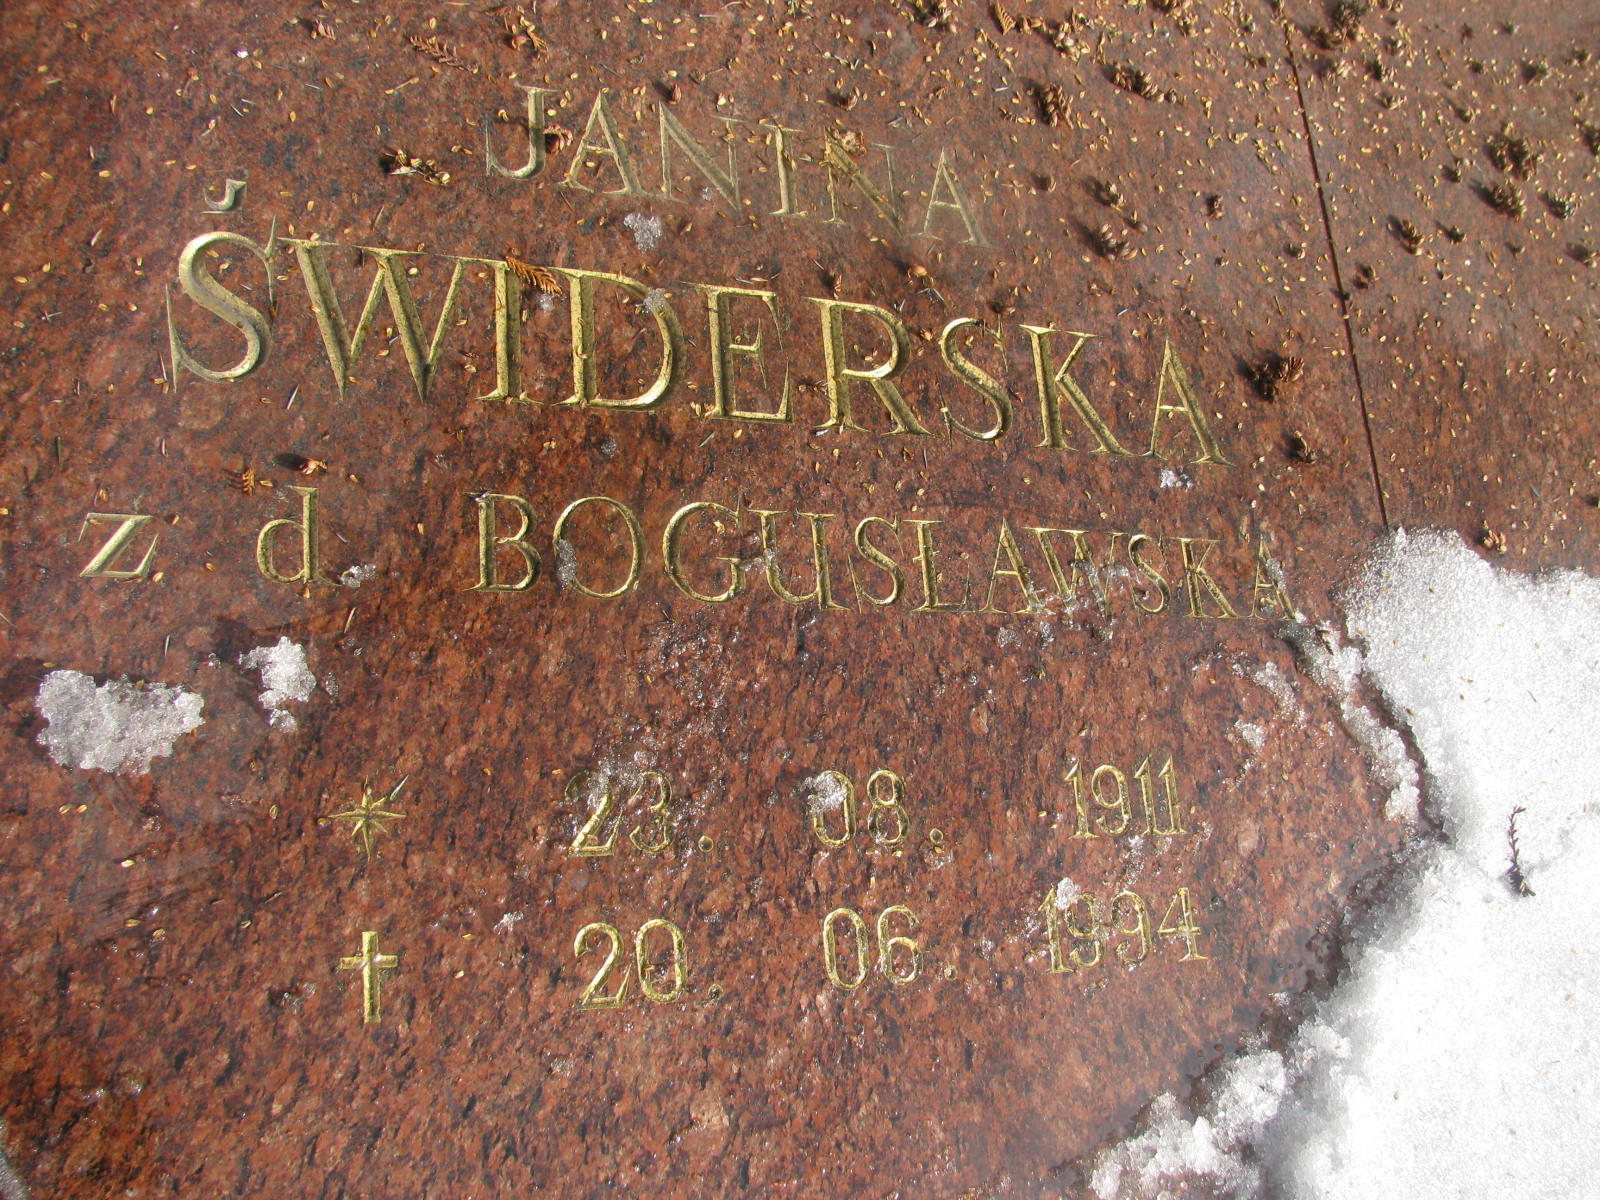 JANINA
ŚWIDERSKA
z d. BOGUSŁAWSKA
23. 08. 1911
20. 06. 1994